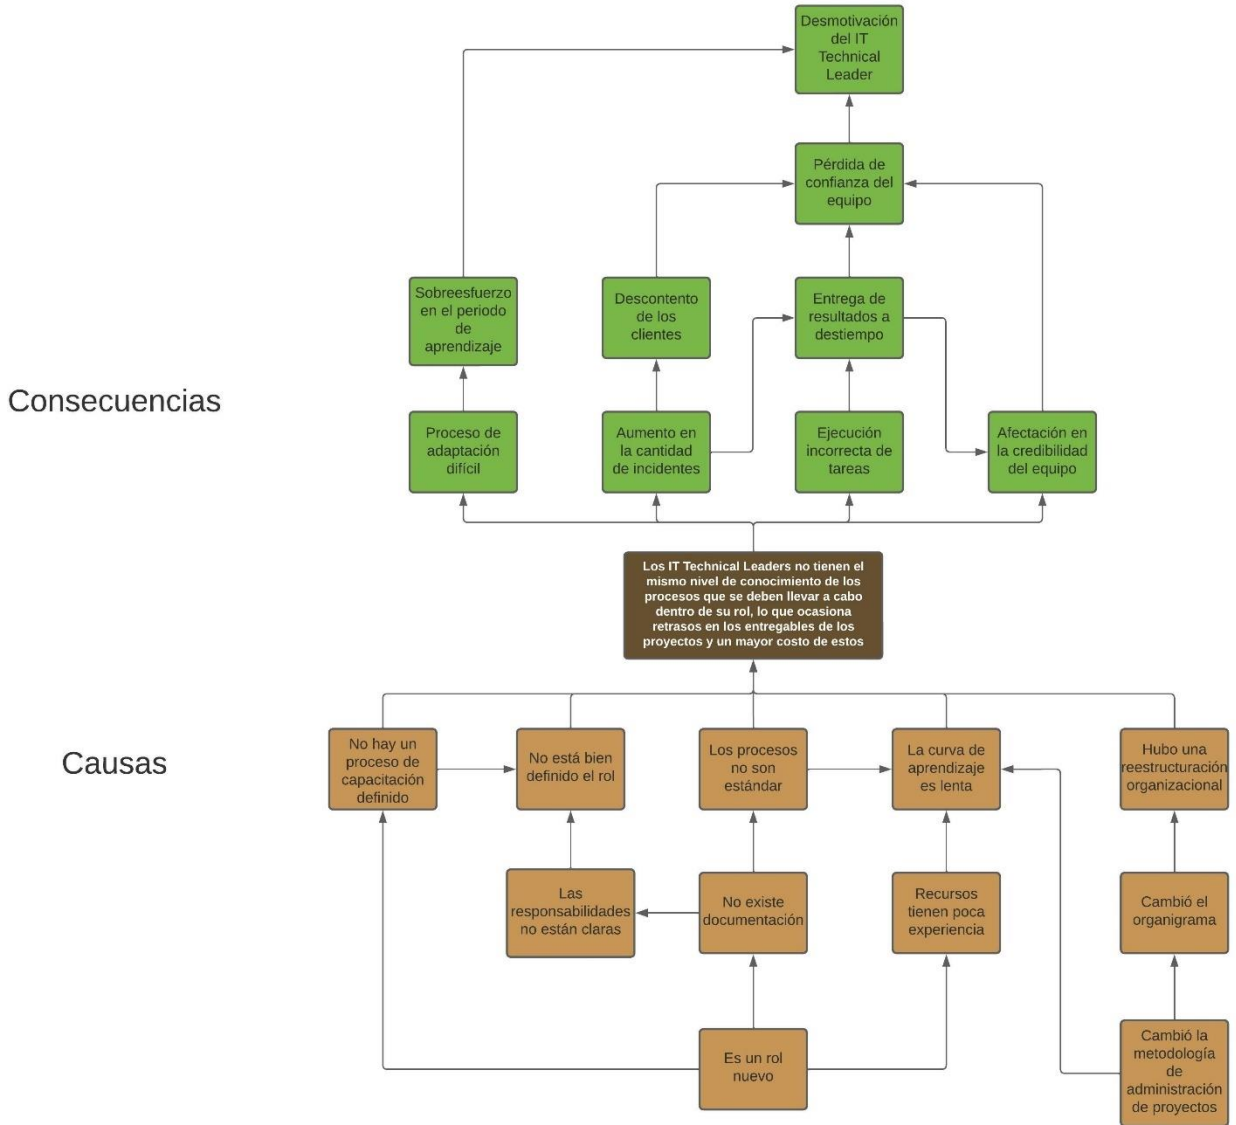 Desmotivación
del IT
Technical
Leader
Pérdida de
confianza del
equipo
Sobreesfuerzo
en el periodo
de
aprendizaje
Descontento
de los
clientes
Entrega de
resultados a
destiempo
Consecuencias
Proceso de
adaptación
difícil
Aumento en
la cantidad
de incidentes
Ejecución
incorrecta de
tareas
Afectación en
la credibilidad
del equipo
Los IT Technical Leaders no tienen el
mismo nivel de conocimiento de los
procesos que se deben llevar a cabo
dentro de su rol, lo que ocasiona
retrasos en los entregables de los
proyectos y un mayor costo de estos
Causas
No hay un
proceso de
capacitación
definido
No está bien
definido el rol
Los procesos
no son
estándar
La curva de
aprendizaje
es lenta
Hubo una
reestructuración
organizacional
Las
responsabilidades
no están claras
No existe
documentación
Recursos
tienen poca
experiencia
Cambió el
organigrama
Es un rol
nuevo
Cambió la
metodología
de
administración
de proyectos